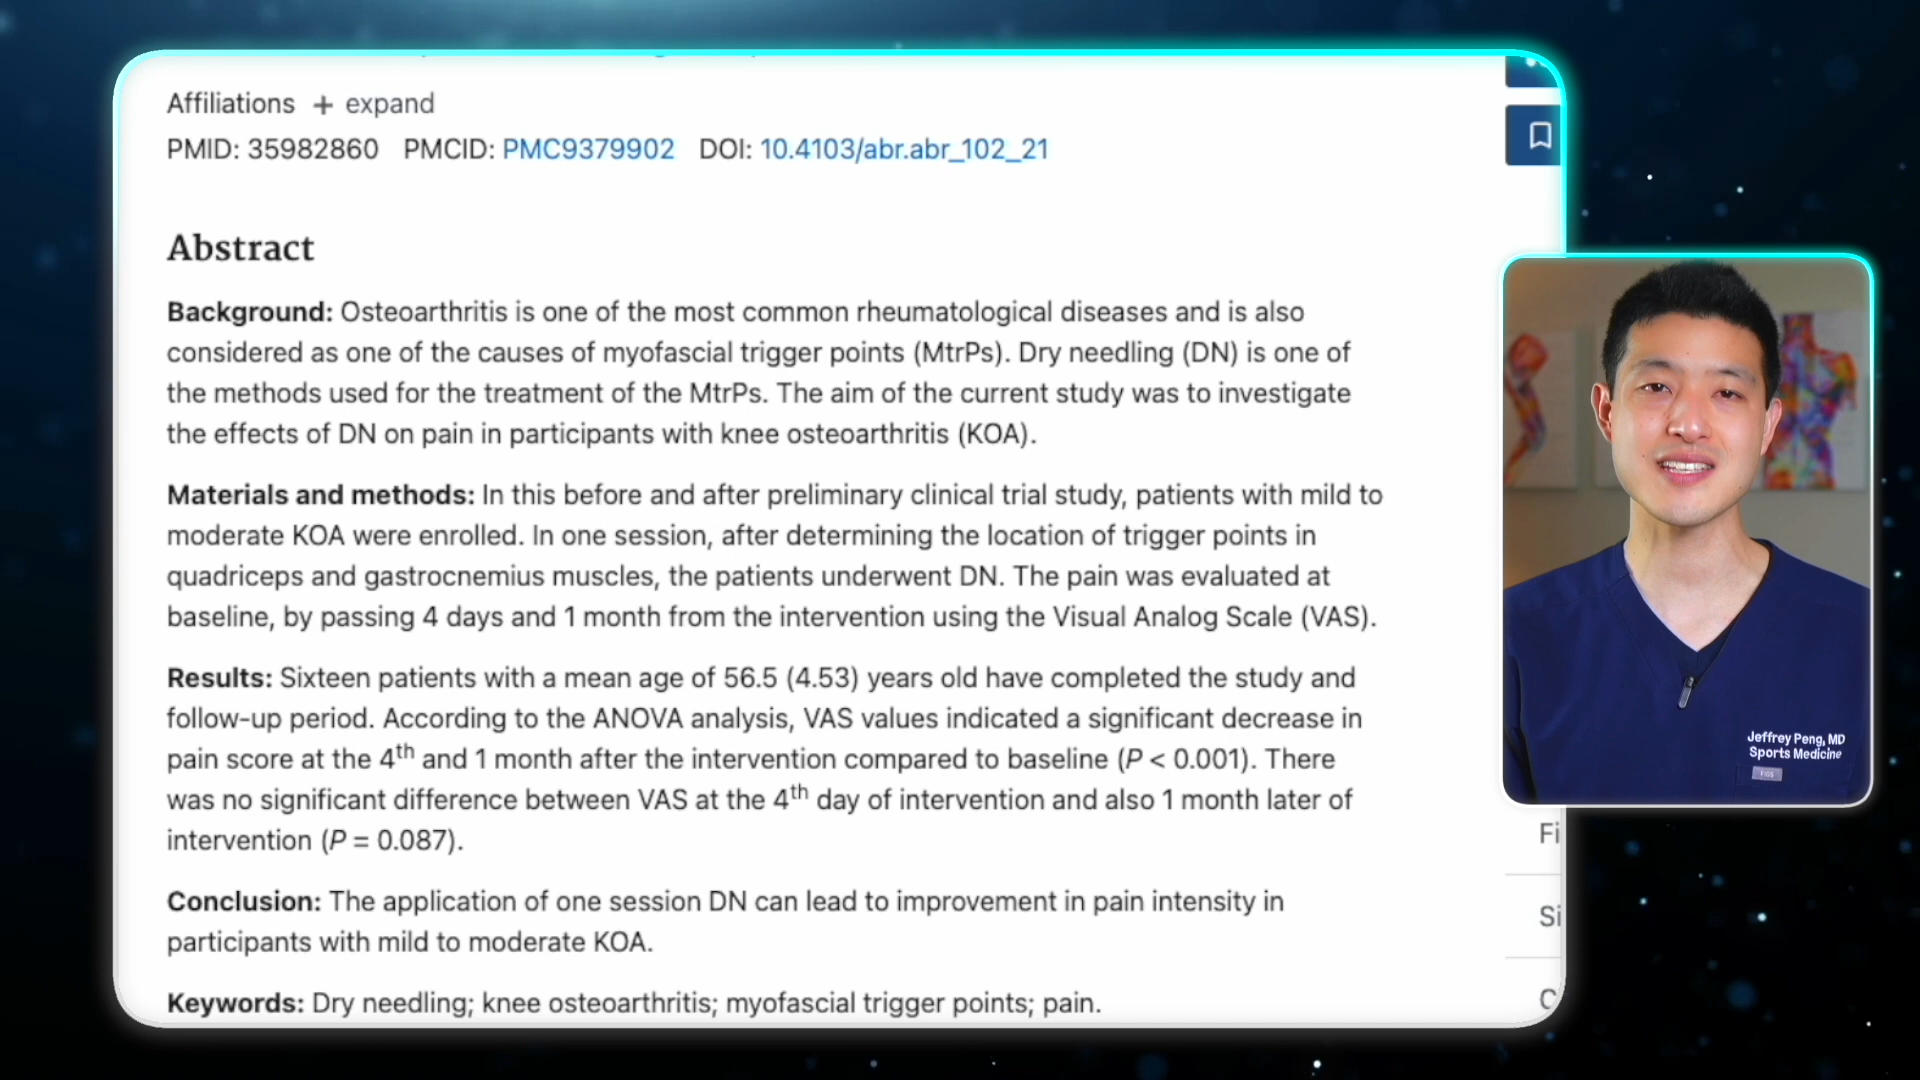 Affiliations + expand
PMID: 35982860 PMCID: PMC9379902 DOI: 10.4103/abr.abr_102_21
Abstract
Background: Osteoarthritis is one of the most common rheumatological diseases and is also
considered as one of the causes of myofascial trigger points (MtrPs). Dry needling (DN) is one of
the methods used for the treatment of the MtrPs. The aim of the current study was to investigate
the effects of DN on pain in participants with knee osteoarthritis (KOA).
Materials and methods: In this before and after preliminary clinical trial study, patients with mild to
moderate KOA were enrolled. In one session, after determining the location of trigger points in
quadriceps and gastrocnemius muscles, the patients underwent DN. The pain was evaluated at
baseline, by passing 4 days and 1 month from the intervention using the Visual Analog Scale (VAS).
Results: Sixteen patients with a mean age of 56.5 (4.53) years old have completed the study and
follow-up period. According to the ANOVA analysis, VAS values indicated a significant decrease in
pain score at the 4th and 1 month after the intervention compared to baseline (P < 0.001). There
was no significant difference between VAS at the 4th day of intervention and also 1 month later of
intervention (P = 0.087).
Conclusion: The application of one session DN can lead to improvement in pain intensity in
participants with mild to moderate KOA.
Keywords: Dry needling; knee osteoarthritis; myofascial trigger points; pain.
Jeffrey Peng, MD
Sports Medicine
FIGS
Fi
Si
C